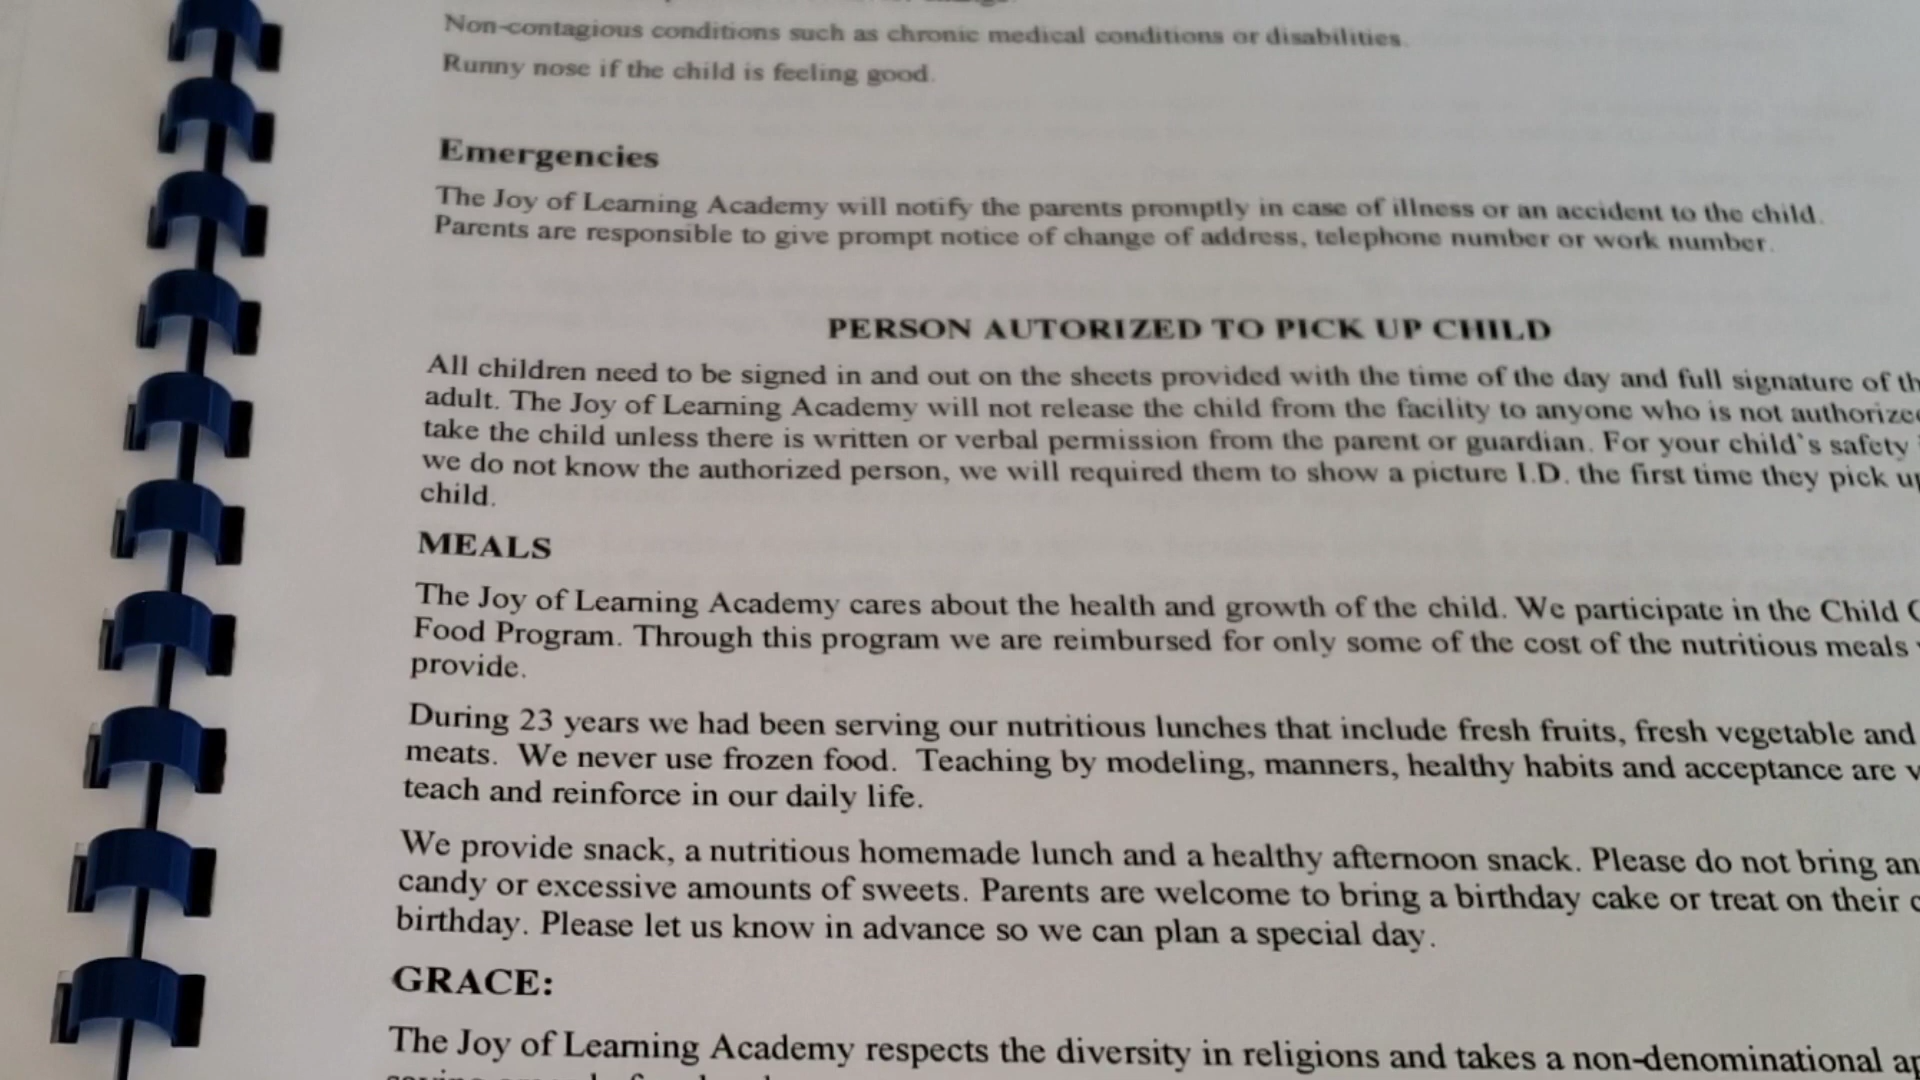 Non-contagious conditions such as chronic medical conditions or disabilities.
Runny nose if the child is feeling good.
Emergencies
The Joy of Learning Academy will notify the parents promptly in case of illness or an accident to the child.
Parents are responsible to give prompt notice of change of address, telephone number or work number.
PERSON AUTORIZED TO PICK UP CHILD
All children need to be signed in and out on the sheets provided with the time of the day and full signature of
adult. The Joy of Learning Academy will not release the child from the facility to anyone who is not
take the child unless there is written or verbal permission from the parent or guardian. For your child's safety
we do not know the authorized person, we will required them to show a picture I.D. the first time they pick
child.
MEALS
The Joy of Learning Academy cares about the health and growth of the child. We participate in the Child
Food Program. Through this program we are reimbursed for only some of the cost of the nutritious meals
provide.
During 23 years we had been serving our nutritious lunches that include fresh fruits, fresh vegetable and
meats. We never use frozen food. Teaching by modeling, manners, healthy habits and acceptance are
teach and reinforce in our daily life.
We provide snack, a nutritious homemade lunch and a healthy afternoon snack. Please do not bring
candy or excessive amounts of sweets. Parents are welcome to bring a birthday cake or treat on their
birthday. Please let us know in advance so we can plan a special day.
GRACE:
The Joy of Learning Academy respects the diversity in religions and takes a non-denominational